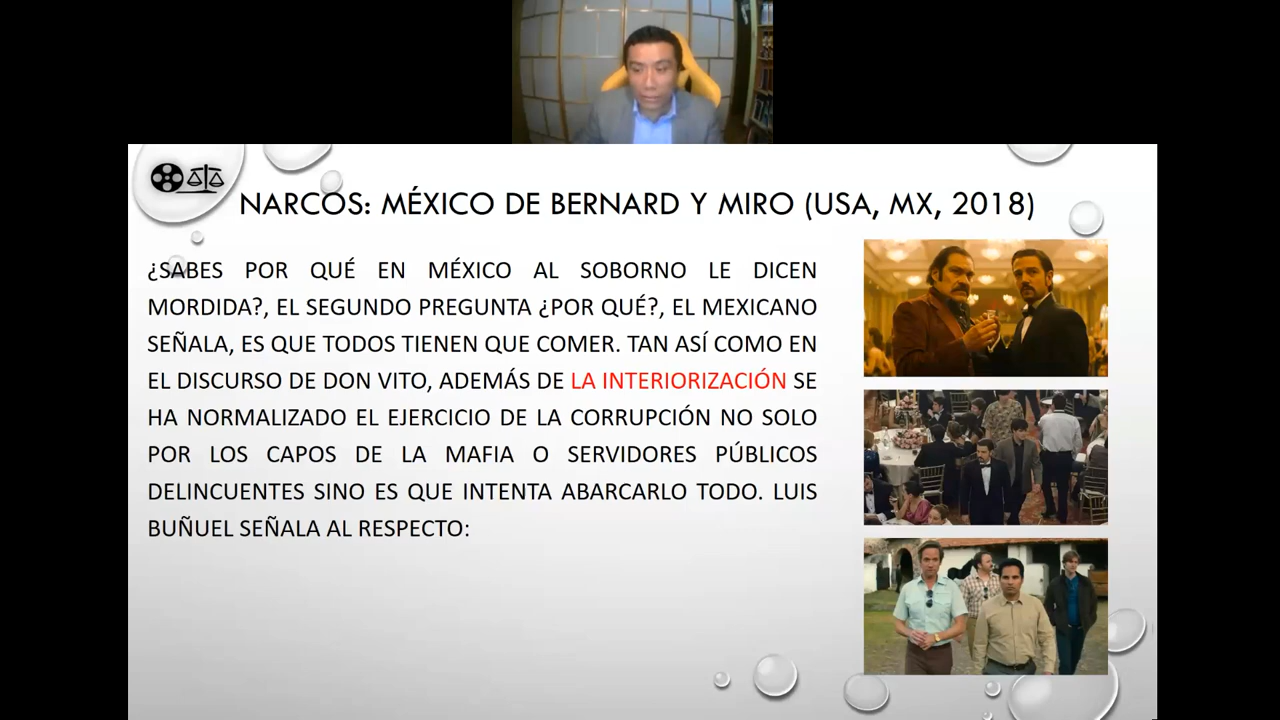 NARCOS: MÉXICO DE BERNARD Y MIRO (USA, MX, 2018)
¿SABES POR QUÉ EN MÉXICO AL SOBORNO LE DICEN
MORDIDA?, EL SEGUNDO PREGUNTA ¿POR QUÉ?, EL MEXICANO
SEÑALA, ES QUE TODOS TIENEN QUE COMER. TAN ASÍ COMO EN
EL DISCURSO DE DON VITO, ADEMÁS DE LA INTERIORIZACIÓN SE
HA NORMALIZADO EL EJERCICIO DE LA CORRUPCIÓN NO SOLO
POR LOS CAPOS DE LA MAFIA O SERVIDORES PÚBLICOS
DELINCUENTES SINO ES QUE INTENTA ABARCARLO TODO. LUIS
BUÑUEL SEÑALA AL RESPECTO: